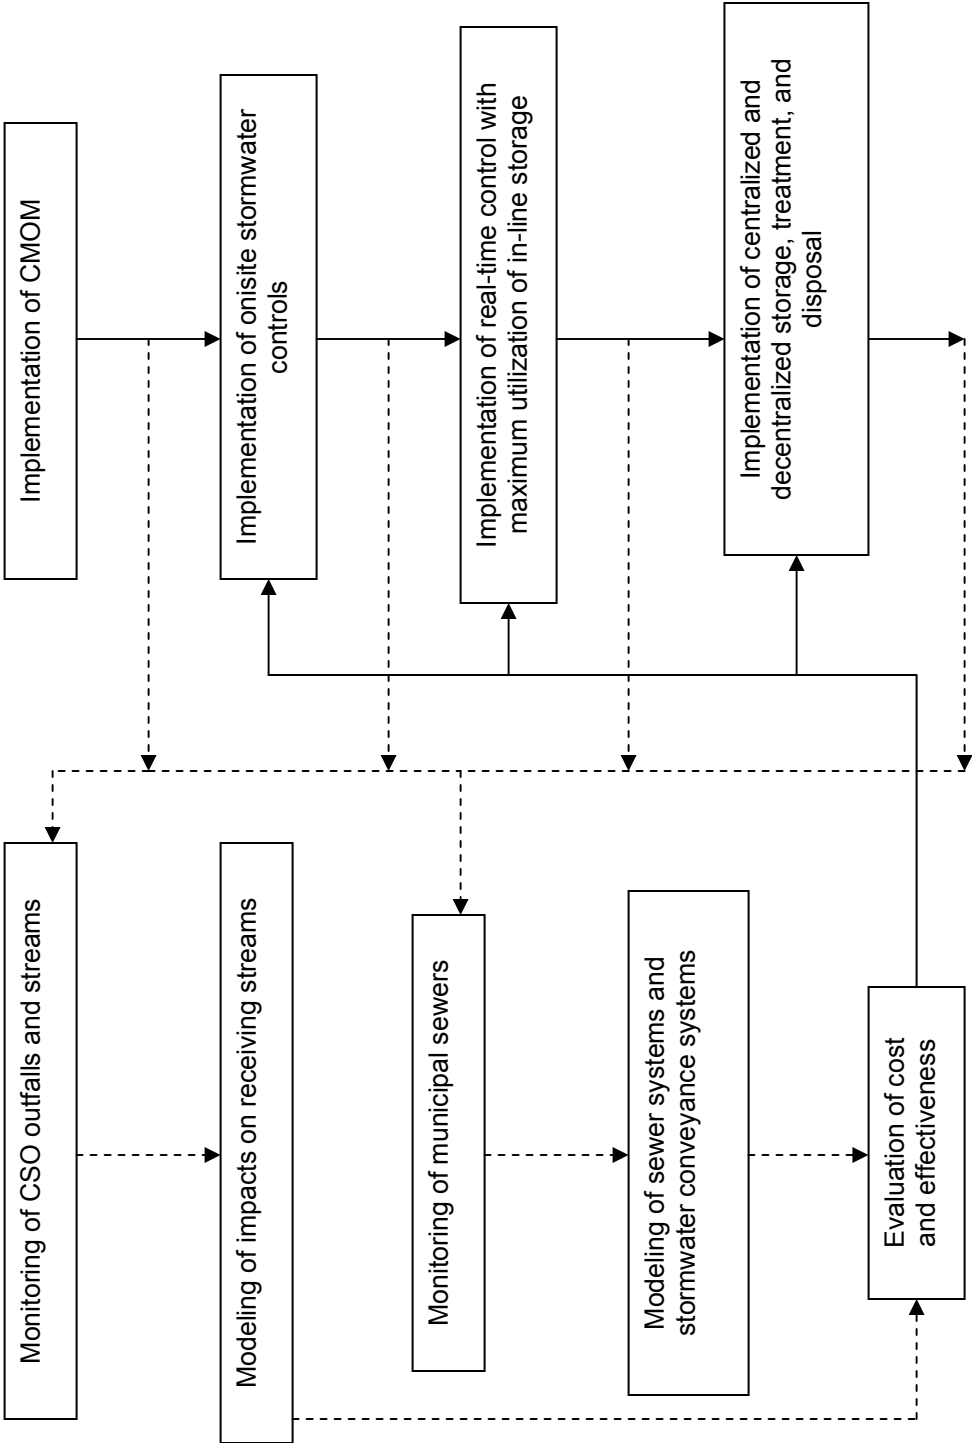 Implementation of CMOM
Implementation of onisite stormwater
controls
Implementation of real-time control with
maximum utilization of in-line storage
Implementation of centralized and
decentralized storage, treatment, and
disposal
Monitoring of CSO outfalls and streams
Modeling of impacts on receiving streams
Monitoring of municipal sewers
Modeling of sewer systems and
stormwater conveyance systems
Evaluation of cost
and effectiveness